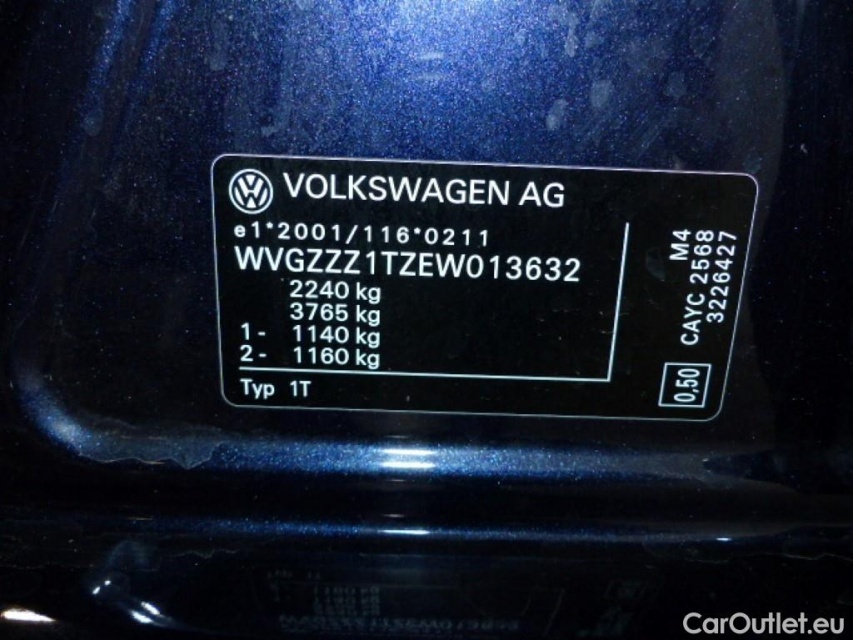 VOLKSWAGEN AG
e1*2001/116*0211
WVGZZZ1TZEW013632
2240 kg
3765 kg
1- 1140 kg
2- 1160 kg
Typ 1T
M4
CAYC 2568
3226427
0,50
CarOutlet.eu